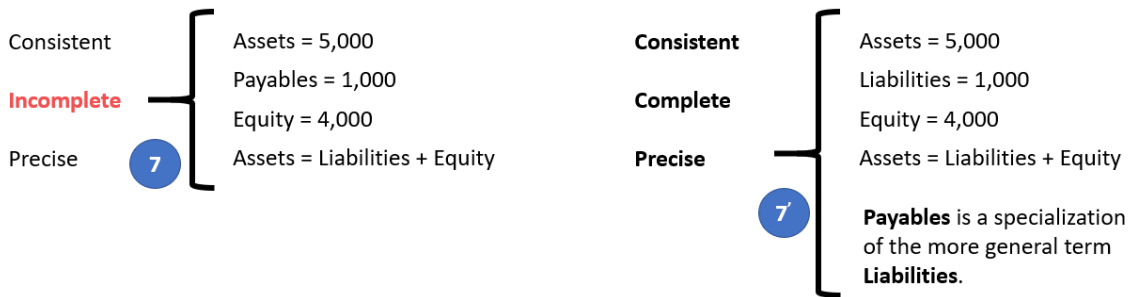 Consistent
Incomplete
Precise
7
Assets = 5,000
Payables = 1,000
Equity = 4,000
Assets = Liabilities + Equity
Consistent
Complete
Precise
7’
Assets = 5,000
Liabilities = 1,000
Equity = 4,000
Assets = Liabilities + Equity
Payables is a specialization
of the more general term
Liabilities.